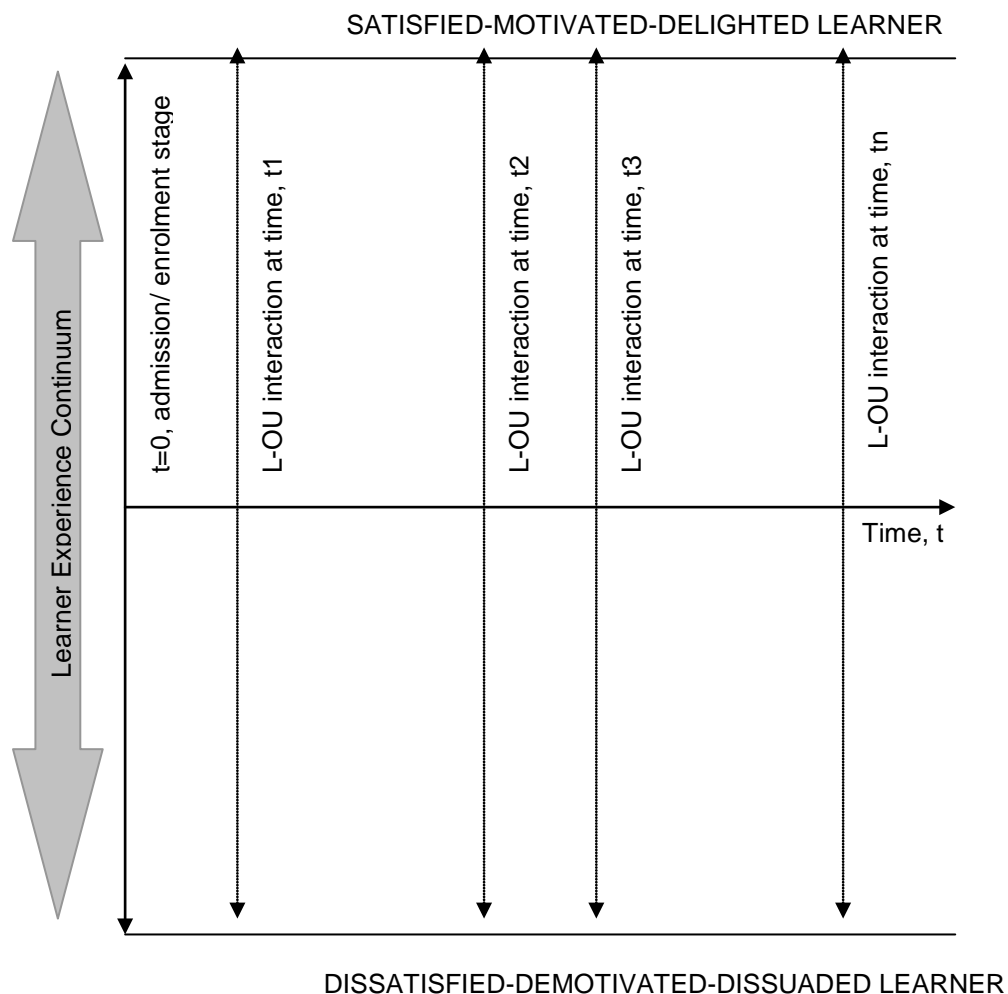 SATISFIED-MOTIVATED-DELIGHTED LEARNER
Learner Experience Continuum
t=0, admission/ enrolment stage
L-OU interaction at time, t1
L-OU interaction at time, t2
L-OU interaction at time, t3
L-OU interaction at time, tn
Time, t
DISSATISFIED-DEMOTIVATED-DISSUADED LEARNER